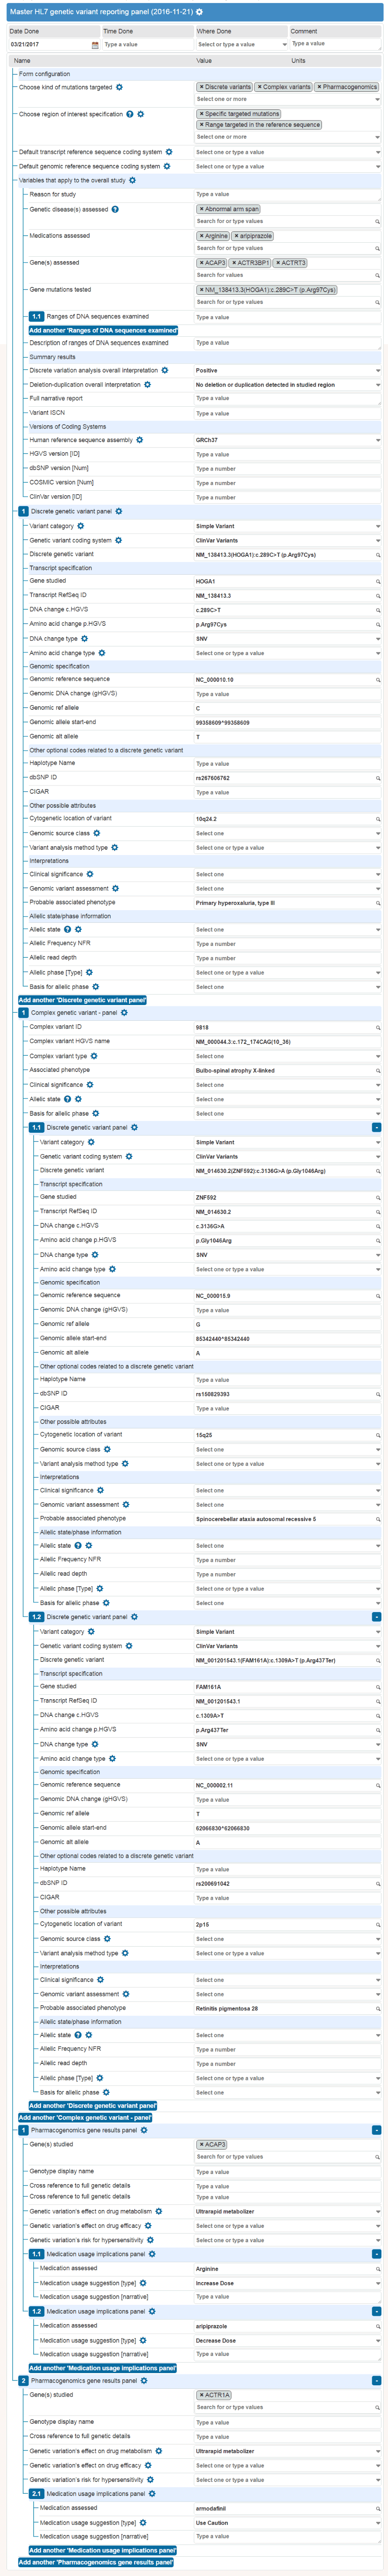 Master HL7 genetic variant reporting panel (2016-11-21)
Date Done Time Done Where Done Comment
03/21/2017 Type a value Select or type a value Type a value
Name Value Units
Form configuration
Choose kind of mutations targeted × Discrete variants × Complex variants × Pharmacogenomics
Select one or more
Choose region of interest specification × Specific targeted mutations
× Range targeted in the reference sequence
Select one or more
Default transcript reference sequence coding system Select one or type a value
Default genomic reference sequence coding system Select one or type a value
Variables that apply to the overall study
Reason for study Type a value
Genetic disease(s) assessed × Abnormal arm span
Search for or type values
Medications assessed × Arginine × aripiprazole
Search for or type values
Gene(s) assessed × ACAP3 × ACTR3BP1 × ACTRT3
Search for values
Gene mutations tested × NM_138413.3(HOGA1):c.289C>T (p.Arg97Cys)
Search for or type values
1.1 Ranges of DNA sequences examined Type a value
Add another 'Ranges of DNA sequences examined'
Description of ranges of DNA sequences examined Type a value
Summary results
Discrete variation analysis overall interpretation Positive
Deletion-duplication overall interpretation No deletion or duplication detected in studied region
Full narrative report Type a value
Variant ISCN Type a value
Versions of Coding Systems
Human reference sequence assembly GRCh37
HGVS version [ID] Type a value
dbSNP version [Num] Type a number
COSMIC version [Num] Type a number
ClinVar version [ID] Type a number
1 Discrete genetic variant panel
Variant category Simple Variant
Genetic variant coding system ClinVar Variants
Discrete genetic variant NM_138413.3(HOGA1):c.289C>T (p.Arg97Cys)
Transcript specification
Gene studied HOGA1
Transcript RefSeq ID NM_138413.3
DNA change c.HGVS c.289C>T
Amino acid change p.HGVS p.Arg97Cys
DNA change type SNV
Amino acid change type Select one or type a value
Genomic specification
Genomic reference sequence NC_000010.10
Genomic DNA change (gHGVS) Type a value
Genomic ref allele C
Genomic allele start-end 99358609^99358609
Genomic alt allele T
Other optional codes related to a discrete genetic variant
Haplotype Name Type a value
dbSNP ID rs267606762
CIGAR Type a value
Other possible attributes
Cytogenetic location of variant 10q24.2
Genomic source class Select one
Variant analysis method type Select one or type a value
Interpretations
Clinical significance Select one
Genomic variant assessment Select one
Probable associated phenotype Primary hyperoxaluria, type III
Allelic state/phase information
Allelic state Select one
Allelic Frequency NFR Type a number
Allelic read depth Type a number
Allelic phase [Type] Select one or type a value
Basis for allelic phase Select one
Add another 'Discrete genetic variant panel'
1 Complex genetic variant - panel
Complex variant ID 9818
Complex variant HGVS name NM_000044.3:c.172_174CAG(10_36)
Complex variant type Select one
Associated phenotype Bulbo-spinal atrophy X-linked
Clinical significance Select one
Allelic state Select one
Basis for allelic phase Select one
1.1 Discrete genetic variant panel -
Variant category Simple Variant
Genetic variant coding system ClinVar Variants
Discrete genetic variant NM_014630.2(ZNF592):c.3136G>A (p.Gly1046Arg)
Transcript specification
Gene studied ZNF592
Transcript RefSeq ID NM_014630.2
DNA change c.HGVS c.3136G>A
Amino acid change p.HGVS p.Gly1046Arg
DNA change type SNV
Amino acid change type Select one or type a value
Genomic specification
Genomic reference sequence NC_000015.9
Genomic DNA change (gHGVS) Type a value
Genomic ref allele G
Genomic allele start-end 85342440^85342440
Genomic alt allele A
Other optional codes related to a discrete genetic variant
Haplotype Name Type a value
dbSNP ID rs150829393
CIGAR Type a value
Other possible attributes
Cytogenetic location of variant 15q25
Genomic source class Select one
Variant analysis method type Select one or type a value
Interpretations
Clinical significance Select one
Genomic variant assessment Select one
Probable associated phenotype Spinocerebellar ataxia autosomal recessive 5
Allelic state/phase information
Allelic state Select one
Allelic Frequency NFR Type a number
Allelic read depth Type a number
Allelic phase [Type] Select one or type a value
Basis for allelic phase Select one
1.2 Discrete genetic variant panel -
Variant category Simple Variant
Genetic variant coding system ClinVar Variants
Discrete genetic variant NM_001201543.1(FAM161A):c.1309A>T (p.Arg437Ter)
Transcript specification
Gene studied FAM161A
Transcript RefSeq ID NM_001201543.1
DNA change c.HGVS c.1309A>T
Amino acid change p.HGVS p.Arg437Ter
DNA change type SNV
Amino acid change type Select one or type a value
Genomic specification
Genomic reference sequence NC_000002.11
Genomic DNA change (gHGVS) Type a value
Genomic ref allele T
Genomic allele start-end 62066830^62066830
Genomic alt allele A
Other optional codes related to a discrete genetic variant
Haplotype Name Type a value
dbSNP ID rs200691042
CIGAR Type a value
Other possible attributes
Cytogenetic location of variant 2p15
Genomic source class Select one
Variant analysis method type Select one or type a value
Interpretations
Clinical significance Select one
Genomic variant assessment Select one
Probable associated phenotype Retinitis pigmentosa 28
Allelic state/phase information
Allelic state Select one
Allelic Frequency NFR Type a number
Allelic read depth Type a number
Allelic phase [Type] Select one or type a value
Basis for allelic phase Select one
Add another 'Discrete genetic variant panel'
Add another 'Complex genetic variant - panel'
1 Pharmacogenomics gene results panel -
Gene(s) studied × ACAP3
Search for or type values
Genotype display name Type a value
Cross reference to full genetic details Type a value
Cross reference to full genetic details Type a value
Genetic variation's effect on drug metabolism Ultrarapid metabolizer
Genetic variation's effect on drug efficacy Select one or type a value
Genetic variation's risk for hypersensitivity Select one or type a value
1.1 Medication usage implications panel -
Medication assessed Arginine
Medication usage suggestion [type] Increase Dose
Medication usage suggestion [narrative] Type a value
1.2 Medication usage implications panel -
Medication assessed aripiprazole
Medication usage suggestion [type] Decrease Dose
Medication usage suggestion [narrative] Type a value
Add another 'Medication usage implications panel'
2 Pharmacogenomics gene results panel -
Gene(s) studied × ACTR1A
Search for or type values
Genotype display name Type a value
Cross reference to full genetic details Type a value
Genetic variation's effect on drug metabolism Ultrarapid metabolizer
Genetic variation's effect on drug efficacy Select one or type a value
Genetic variation's risk for hypersensitivity Select one or type a value
2.1 Medication usage implications panel -
Medication assessed armodafinil
Medication usage suggestion [type] Use Caution
Medication usage suggestion [narrative] Type a value
Add another 'Medication usage implications panel'
Add another 'Pharmacogenomics gene results panel'